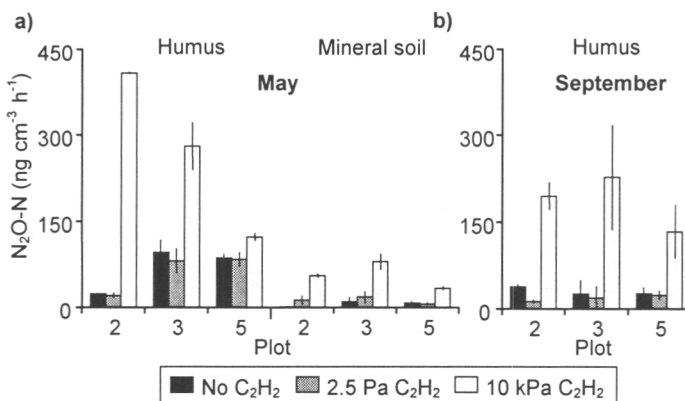 a)
b)
Humus
Mineral soil
May
Humus
September
N₂O-N (ng cm⁻³ h⁻¹)
450
300
150
0
2 3 5 2 3 5
Plot
450
300
150
0
2 3 5
Plot
No C₂H₂ 2.5 Pa C₂H₂ 10 kPa C₂H₂